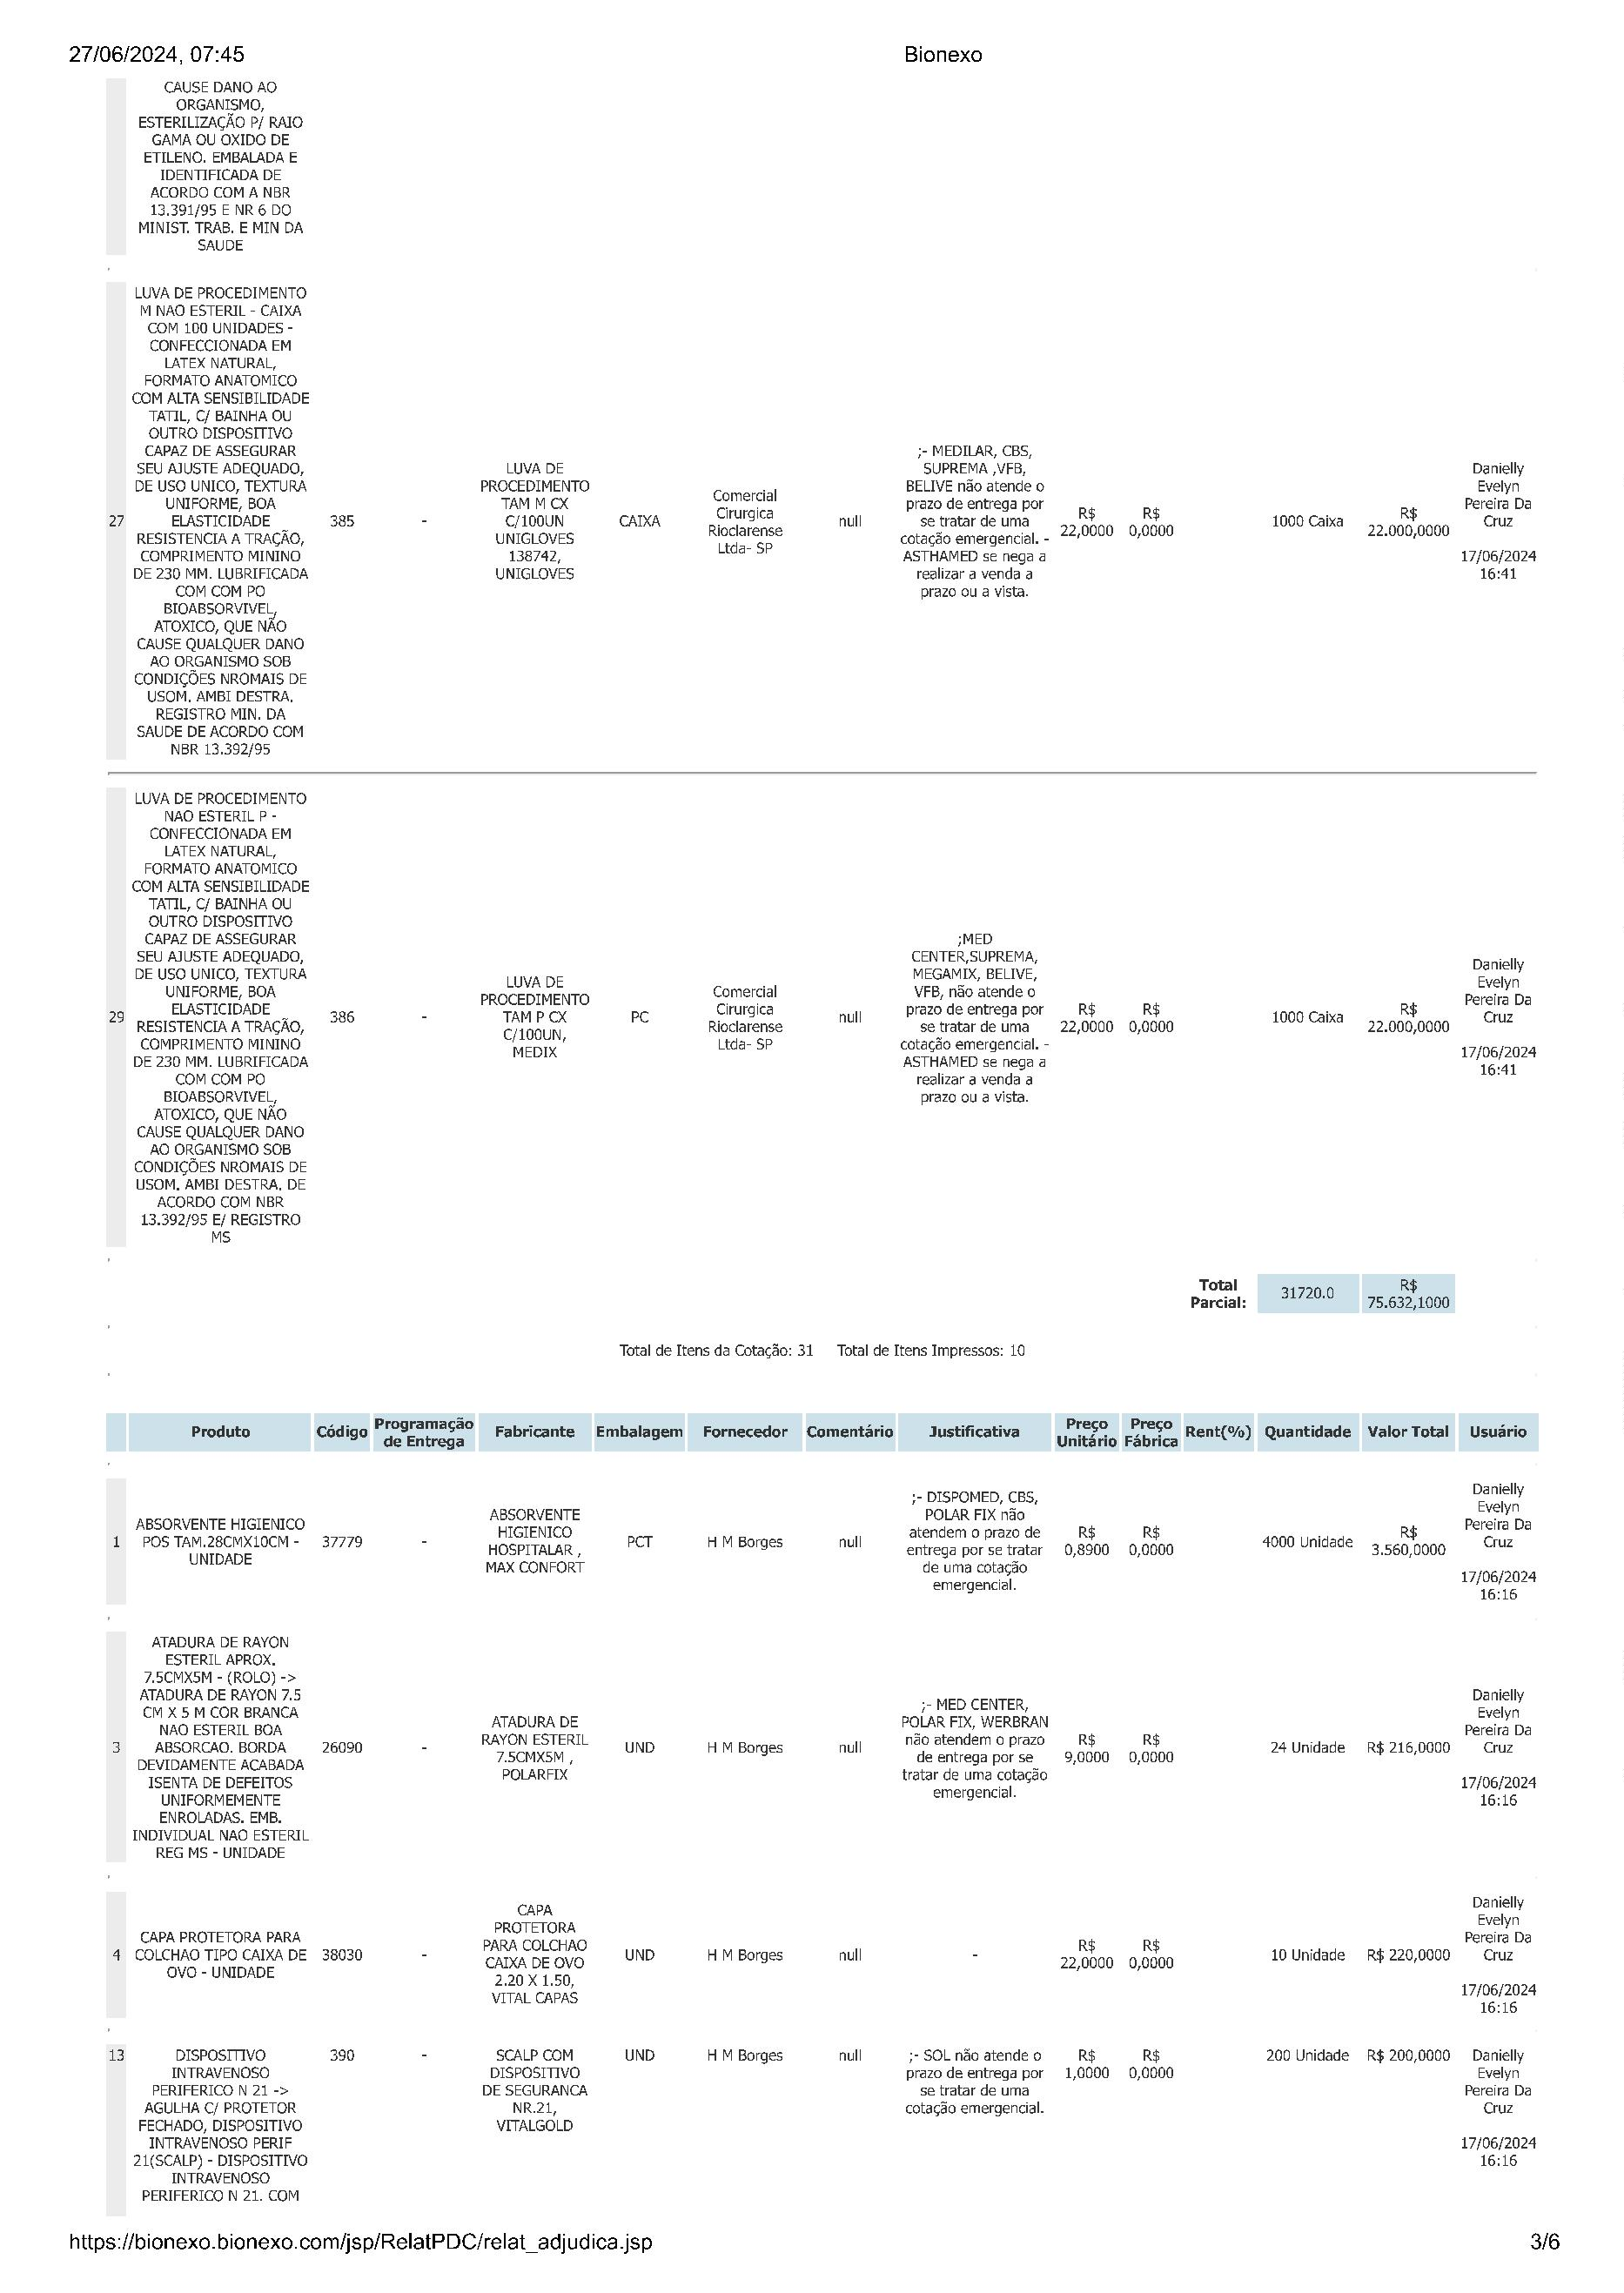 27/06/2024, 07:45
Bionexo
CAUSE DANO AO
ORGANISMO,
ESTERILIZAÇÃO P/ RAIO
GAMA OU OXIDO DE
ETILENO. EMBALADA E
IDENTIFICADA DE
ACORDO COM A NBR
13.391/95 E NR 6 DO
MINIST. TRAB. E MIN DA
SAUDE
27
LUVA DE PROCEDIMENTO
M NAO ESTERIL - CAIXA
COM 100 UNIDADES -
CONFECCIONADA EM
LATEX NATURAL,
FORMATO ANATOMICO
COM ALTA SENSIBILIDADE
TATIL, C/ BAINHA OU
OUTRO DISPOSITIVO
CAPAZ DE ASSEGURAR
SEU AJUSTE ADEQUADO,
DE USO UNICO, TEXTURA
UNIFORME, BOA
ELASTICIDADE
RESISTENCIA A TRAÇÃO,
COMPRIMENTO MININO
DE 230 MM. LUBRIFICADA
COM COM PO
BIOABSORVIVEL,
ATOXICO, QUE NÃO
CAUSE QUALQUER DANO
AO ORGANISMO SOB
CONDIÇÕES NROMAIS DE
USOM. AMBI DESTRA.
REGISTRO MIN. DA
SAUDE DE ACORDO COM
NBR 13.392/95
385
-
LUVA DE
PROCEDIMENTO
TAM M CX
C/100UN
UNIGLOVES
138742,
UNIGLOVES
CAIXA
Comercial
Cirurgica
Rioclarense
Ltda- SP
null
;- MEDILAR, CBS,
SUPREMA ,VFB,
BELIVE não atende o
prazo de entrega por
se tratar de uma
cotação emergencial. -
ASTHAMED se nega a
realizar a venda a
prazo ou a vista.
R$
22,0000
R$
0,0000
1000 Caixa
R$
22.000,0000
Danielly
Evelyn
Pereira Da
Cruz
17/06/2024
16:41
29
LUVA DE PROCEDIMENTO
NAO ESTERIL P -
CONFECCIONADA EM
LATEX NATURAL,
FORMATO ANATOMICO
COM ALTA SENSIBILIDADE
TATIL, C/ BAINHA OU
OUTRO DISPOSITIVO
CAPAZ DE ASSEGURAR
SEU AJUSTE ADEQUADO,
DE USO UNICO, TEXTURA
UNIFORME, BOA
ELASTICIDADE
RESISTENCIA A TRAÇÃO,
COMPRIMENTO MININO
DE 230 MM. LUBRIFICADA
COM COM PO
BIOABSORVIVEL,
ATOXICO, QUE NÃO
CAUSE QUALQUER DANO
AO ORGANISMO SOB
CONDIÇÕES NROMAIS DE
USOM. AMBI DESTRA. DE
ACORDO COM NBR
13.392/95 E/ REGISTRO
MS
386
-
LUVA DE
PROCEDIMENTO
TAM P CX
C/100UN,
MEDIX
PC
Comercial
Cirurgica
Rioclarense
Ltda- SP
null
;MED
CENTER,SUPREMA,
MEGAMIX, BELIVE,
VFB, não atende o
prazo de entrega por
se tratar de uma
cotação emergencial. -
ASTHAMED se nega a
realizar a venda a
prazo ou a vista.
R$
22,0000
R$
0,0000
1000 Caixa
R$
22.000,0000
Danielly
Evelyn
Pereira Da
Cruz
17/06/2024
16:41
Total
Parcial:
31720.0
R$
75.632,1000
Total de Itens da Cotação: 31 Total de Itens Impressos: 10
Produto
Código
Programação
de Entrega
Fabricante
Embalagem
Fornecedor
Comentário
Justificativa
Preço
Unitário
Preço
Fábrica
Rent(%)
Quantidade
Valor Total
Usuário
1
ABSORVENTE HIGIENICO
POS TAM.28CMX10CM -
UNIDADE
37779
-
ABSORVENTE
HIGIENICO
HOSPITALAR ,
MAX CONFORT
PCT
H M Borges
null
;- DISPOMED, CBS,
POLAR FIX não
atendem o prazo de
entrega por se tratar
de uma cotação
emergencial.
R$
0,8900
R$
0,0000
4000 Unidade
R$
3.560,0000
Danielly
Evelyn
Pereira Da
Cruz
17/06/2024
16:16
3
ATADURA DE RAYON
ESTERIL APROX.
7.5CMX5M - (ROLO) ->
ATADURA DE RAYON 7.5
CM X 5 M COR BRANCA
NAO ESTERIL BOA
ABSORCAO. BORDA
DEVIDAMENTE ACABADA
ISENTA DE DEFEITOS
UNIFORMEMENTE
ENROLADAS. EMB.
INDIVIDUAL NAO ESTERIL
REG MS - UNIDADE
26090
-
ATADURA DE
RAYON ESTERIL
7.5CMX5M ,
POLARFIX
UND
H M Borges
null
;- MED CENTER,
POLAR FIX, WERBRAN
não atendem o prazo
de entrega por se
tratar de uma cotação
emergencial.
R$
9,0000
R$
0,0000
24 Unidade
R$ 216,0000
Danielly
Evelyn
Pereira Da
Cruz
17/06/2024
16:16
4
CAPA PROTETORA PARA
COLCHAO TIPO CAIXA DE
OVO - UNIDADE
38030
-
CAPA
PROTETORA
PARA COLCHAO
CAIXA DE OVO
2.20 X 1.50,
VITAL CAPAS
UND
H M Borges
null
-
R$
22,0000
R$
0,0000
10 Unidade
R$ 220,0000
Danielly
Evelyn
Pereira Da
Cruz
17/06/2024
16:16
13
DISPOSITIVO
INTRAVENOSO
PERIFERICO N 21 ->
AGULHA C/ PROTETOR
FECHADO, DISPOSITIVO
INTRAVENOSO PERIF
21(SCALP) - DISPOSITIVO
INTRAVENOSO
PERIFERICO N 21. COM
390
-
SCALP COM
DISPOSITIVO
DE SEGURANCA
NR.21,
VITALGOLD
UND
H M Borges
null
;- SOL não atende o
prazo de entrega por
se tratar de uma
cotação emergencial.
R$
1,0000
R$
0,0000
200 Unidade
R$ 200,0000
Danielly
Evelyn
Pereira Da
Cruz
17/06/2024
16:16
https://bionexo.bionexo.com/jsp/RelatPDC/relat_adjudica.jsp
3/6